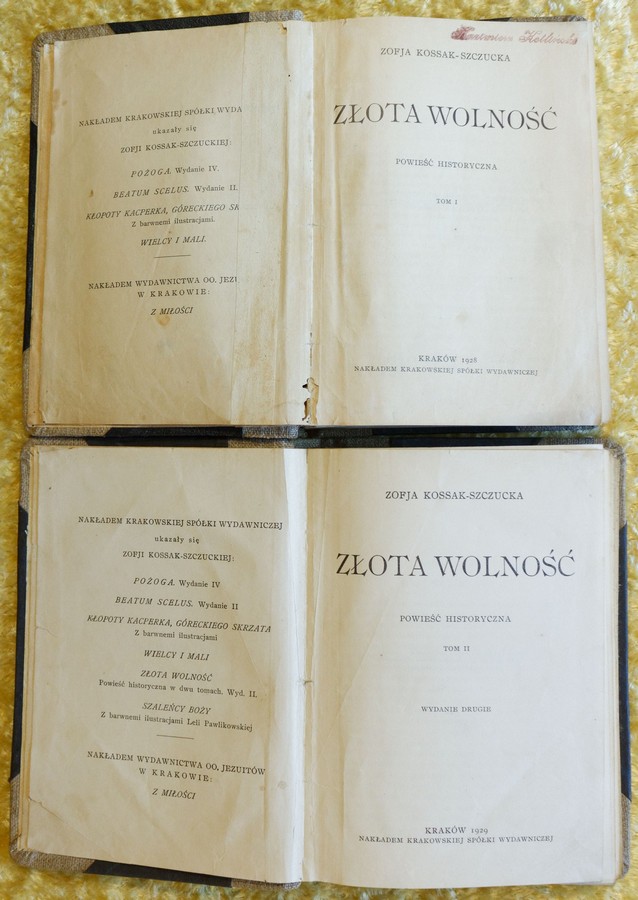 NAKŁADEM KRAKOWSKIEJ SPÓŁKI WYDA
ukazały się
ZOFJI KOSSAK-SZCZUCKIEJ:
POŻOGA. Wydanie IV.
BEATUM SCELUS. Wydanie II.
KŁOPOTY KACPERKA, GÓRECKIEGO SK
Z barwnemi ilustracjami.
WIELCY I MALI.
NAKŁADEM WYDAWNICTWA OO. JEZU
W KRAKOWIE:
Z MIŁOŚCI
ZOFJA KOSSAK-SZCZUCKA
ZŁOTA WOLNOŚĆ
POWIEŚĆ HISTORYCZNA
TOM I
KRAKÓW 1928
NAKŁADEM KRAKOWSKIEJ SPÓŁKI WYDAWNICZEJ
NAKŁADEM KRAKOWSKIEJ SPÓŁKI WYDAWNICZEJ
ukazały się
ZOFJI KOSSAK-SZCZUCKIEJ:
POŻOGA. Wydanie IV
BEATUM SCELUS. Wydanie II
KŁOPOTY KACPERKA, GÓRECKIEGO SKRZATA
Z barwnemi ilustracjami
WIELCY I MALI
ZŁOTA WOLNOŚĆ
Powieść historyczna w dwu tomach. Wyd. II.
SZALEŃCY BOŻY
Z barwnemi ilustracjami Leli Pawlikowskiej
NAKŁADEM WYDAWNICTWA OO. JEZUITÓW
W KRAKOWIE:
Z MIŁOŚCI
ZOFJA KOSSAK-SZCZUCKA
ZŁOTA WOLNOŚĆ
POWIEŚĆ HISTORYCZNA
TOM II
WYDANIE DRUGIE
KRAKÓW 1929
NAKŁADEM KRAKOWSKIEJ SPÓŁKI WYDAWNICZEJ